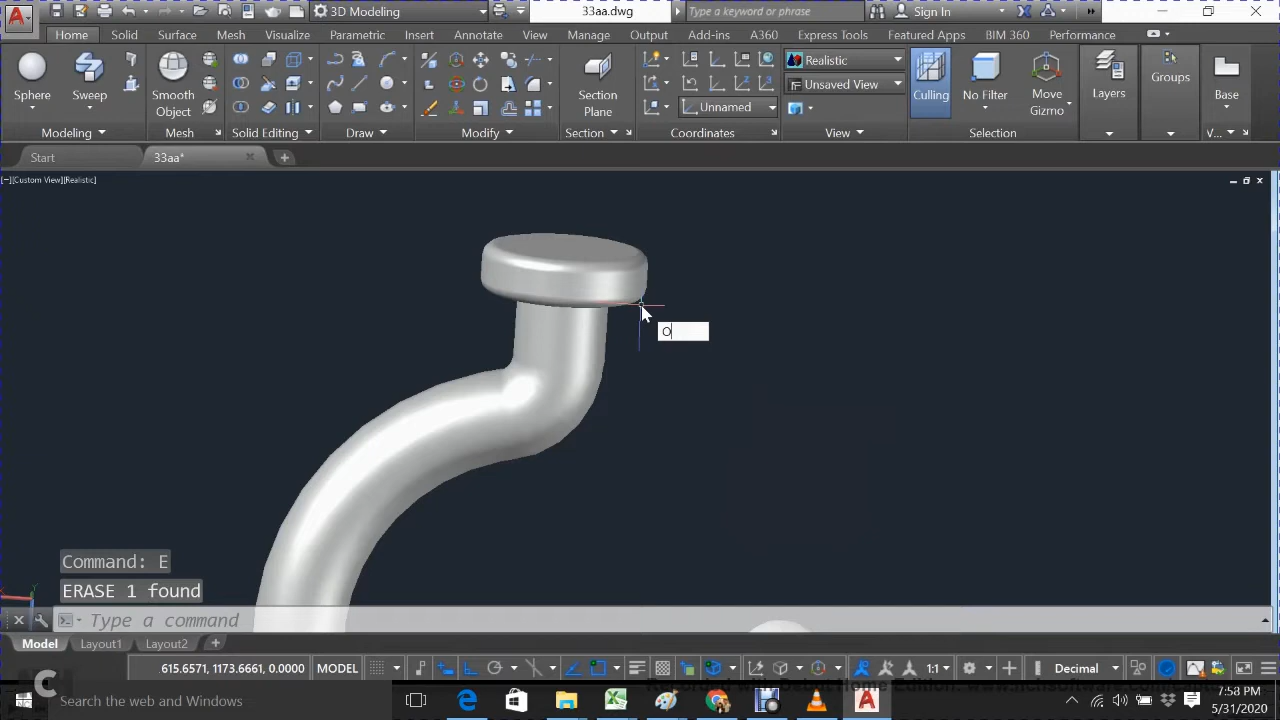 3D Modeling
33aa.dwg
Type a keyword or phrase
Sign In
Home
Solid
Surface
Mesh
Visualize
Parametric
Insert
Annotate
View
Manage
Output
Add-ins
A360
Express Tools
Featured Apps
BIM 360
Performance
Sphere
Sweep
Smooth
Object
Section
Plane
Realistic
Unsaved View
Unnamed
Culling
No Filter
Move
Gizmo
Layers
Groups
Base
Modeling
Mesh
Solid Editing
Draw
Modify
Section
Coordinates
View
Selection
V...
Start
33aa*
[−][Custom View][Realistic]
O
Command: E
ERASE 1 found
Type a command
Model
Layout1
Layout2
615.6571, 1173.6661, 0.0000
MODEL
1:1
Decimal
C
Search the web and Windows
7:58 PM
5/31/2020